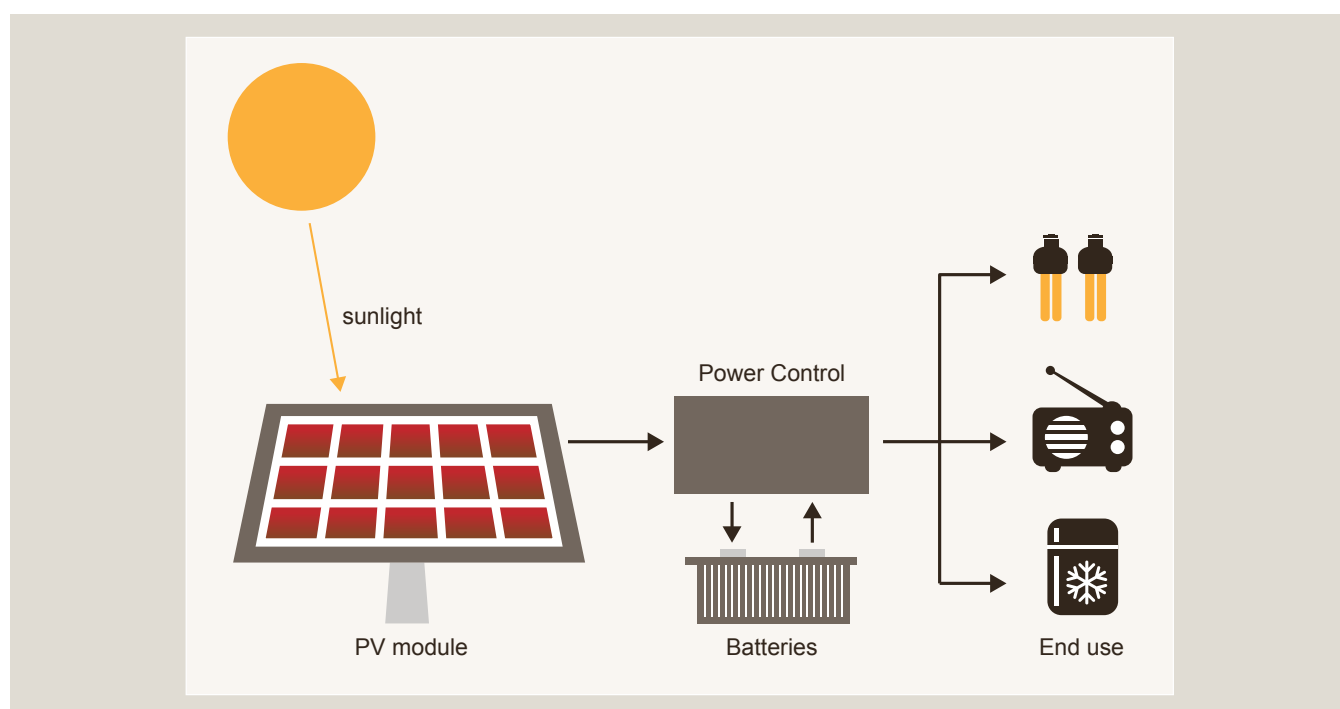 sunlight
Power Control
PV module
Batteries
End use